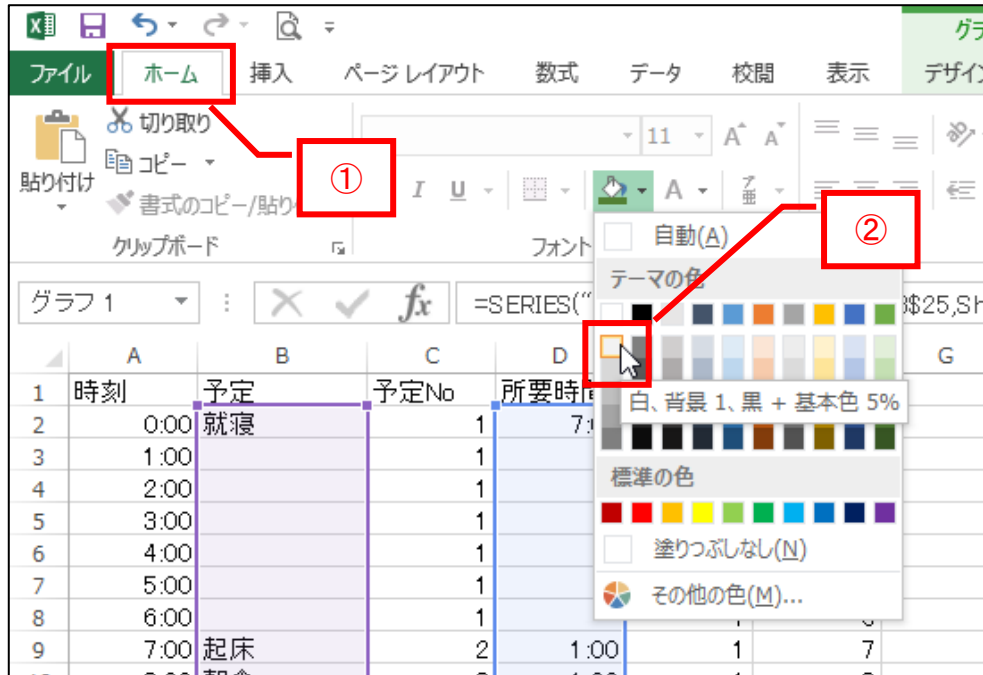 グラ
ファイル ホーム 挿入 ページ レイアウト 数式 データ 校閲 表示 デザイン
切り取り
コピー
書式のコピー/貼り
貼り付け
クリップボード
11 A A
I U A ア亜
フォント
①
②
自動(A)
テーマの色
白、背景 1、黒 + 基本色 5%
標準の色
塗りつぶしなし(N)
その他の色(M)...
グラフ 1 fx =SERIES(" $25,Sh
A B C D G
1 時刻 予定 予定No 所要時間
2 0:00 就寝 1 7:
3 1:00 1
4 2:00 1
5 3:00 1
6 4:00 1
7 5:00 1
8 6:00 1
9 7:00 起床 2 1:00 1 7